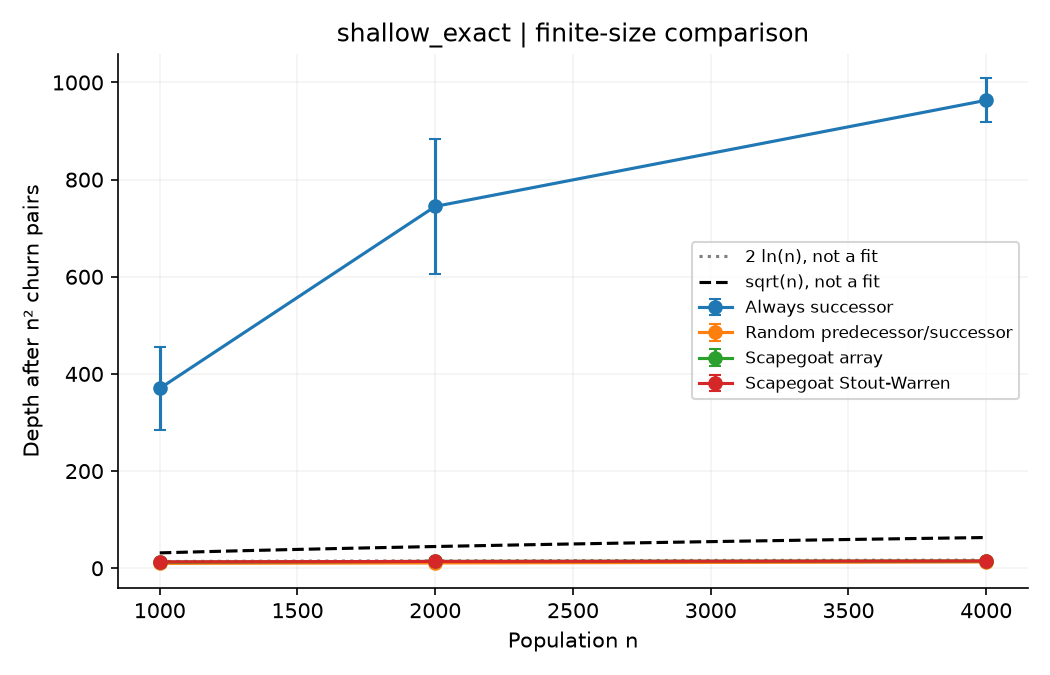 shallow_exact | finite-size comparison
Depth after n² churn pairs
1000
800
600
400
200
0
2 ln(n), not a fit
sqrt(n), not a fit
Always successor
Random predecessor/successor
Scapegoat array
Scapegoat Stout-Warren
1000 1500 2000 2500 3000 3500 4000
Population n